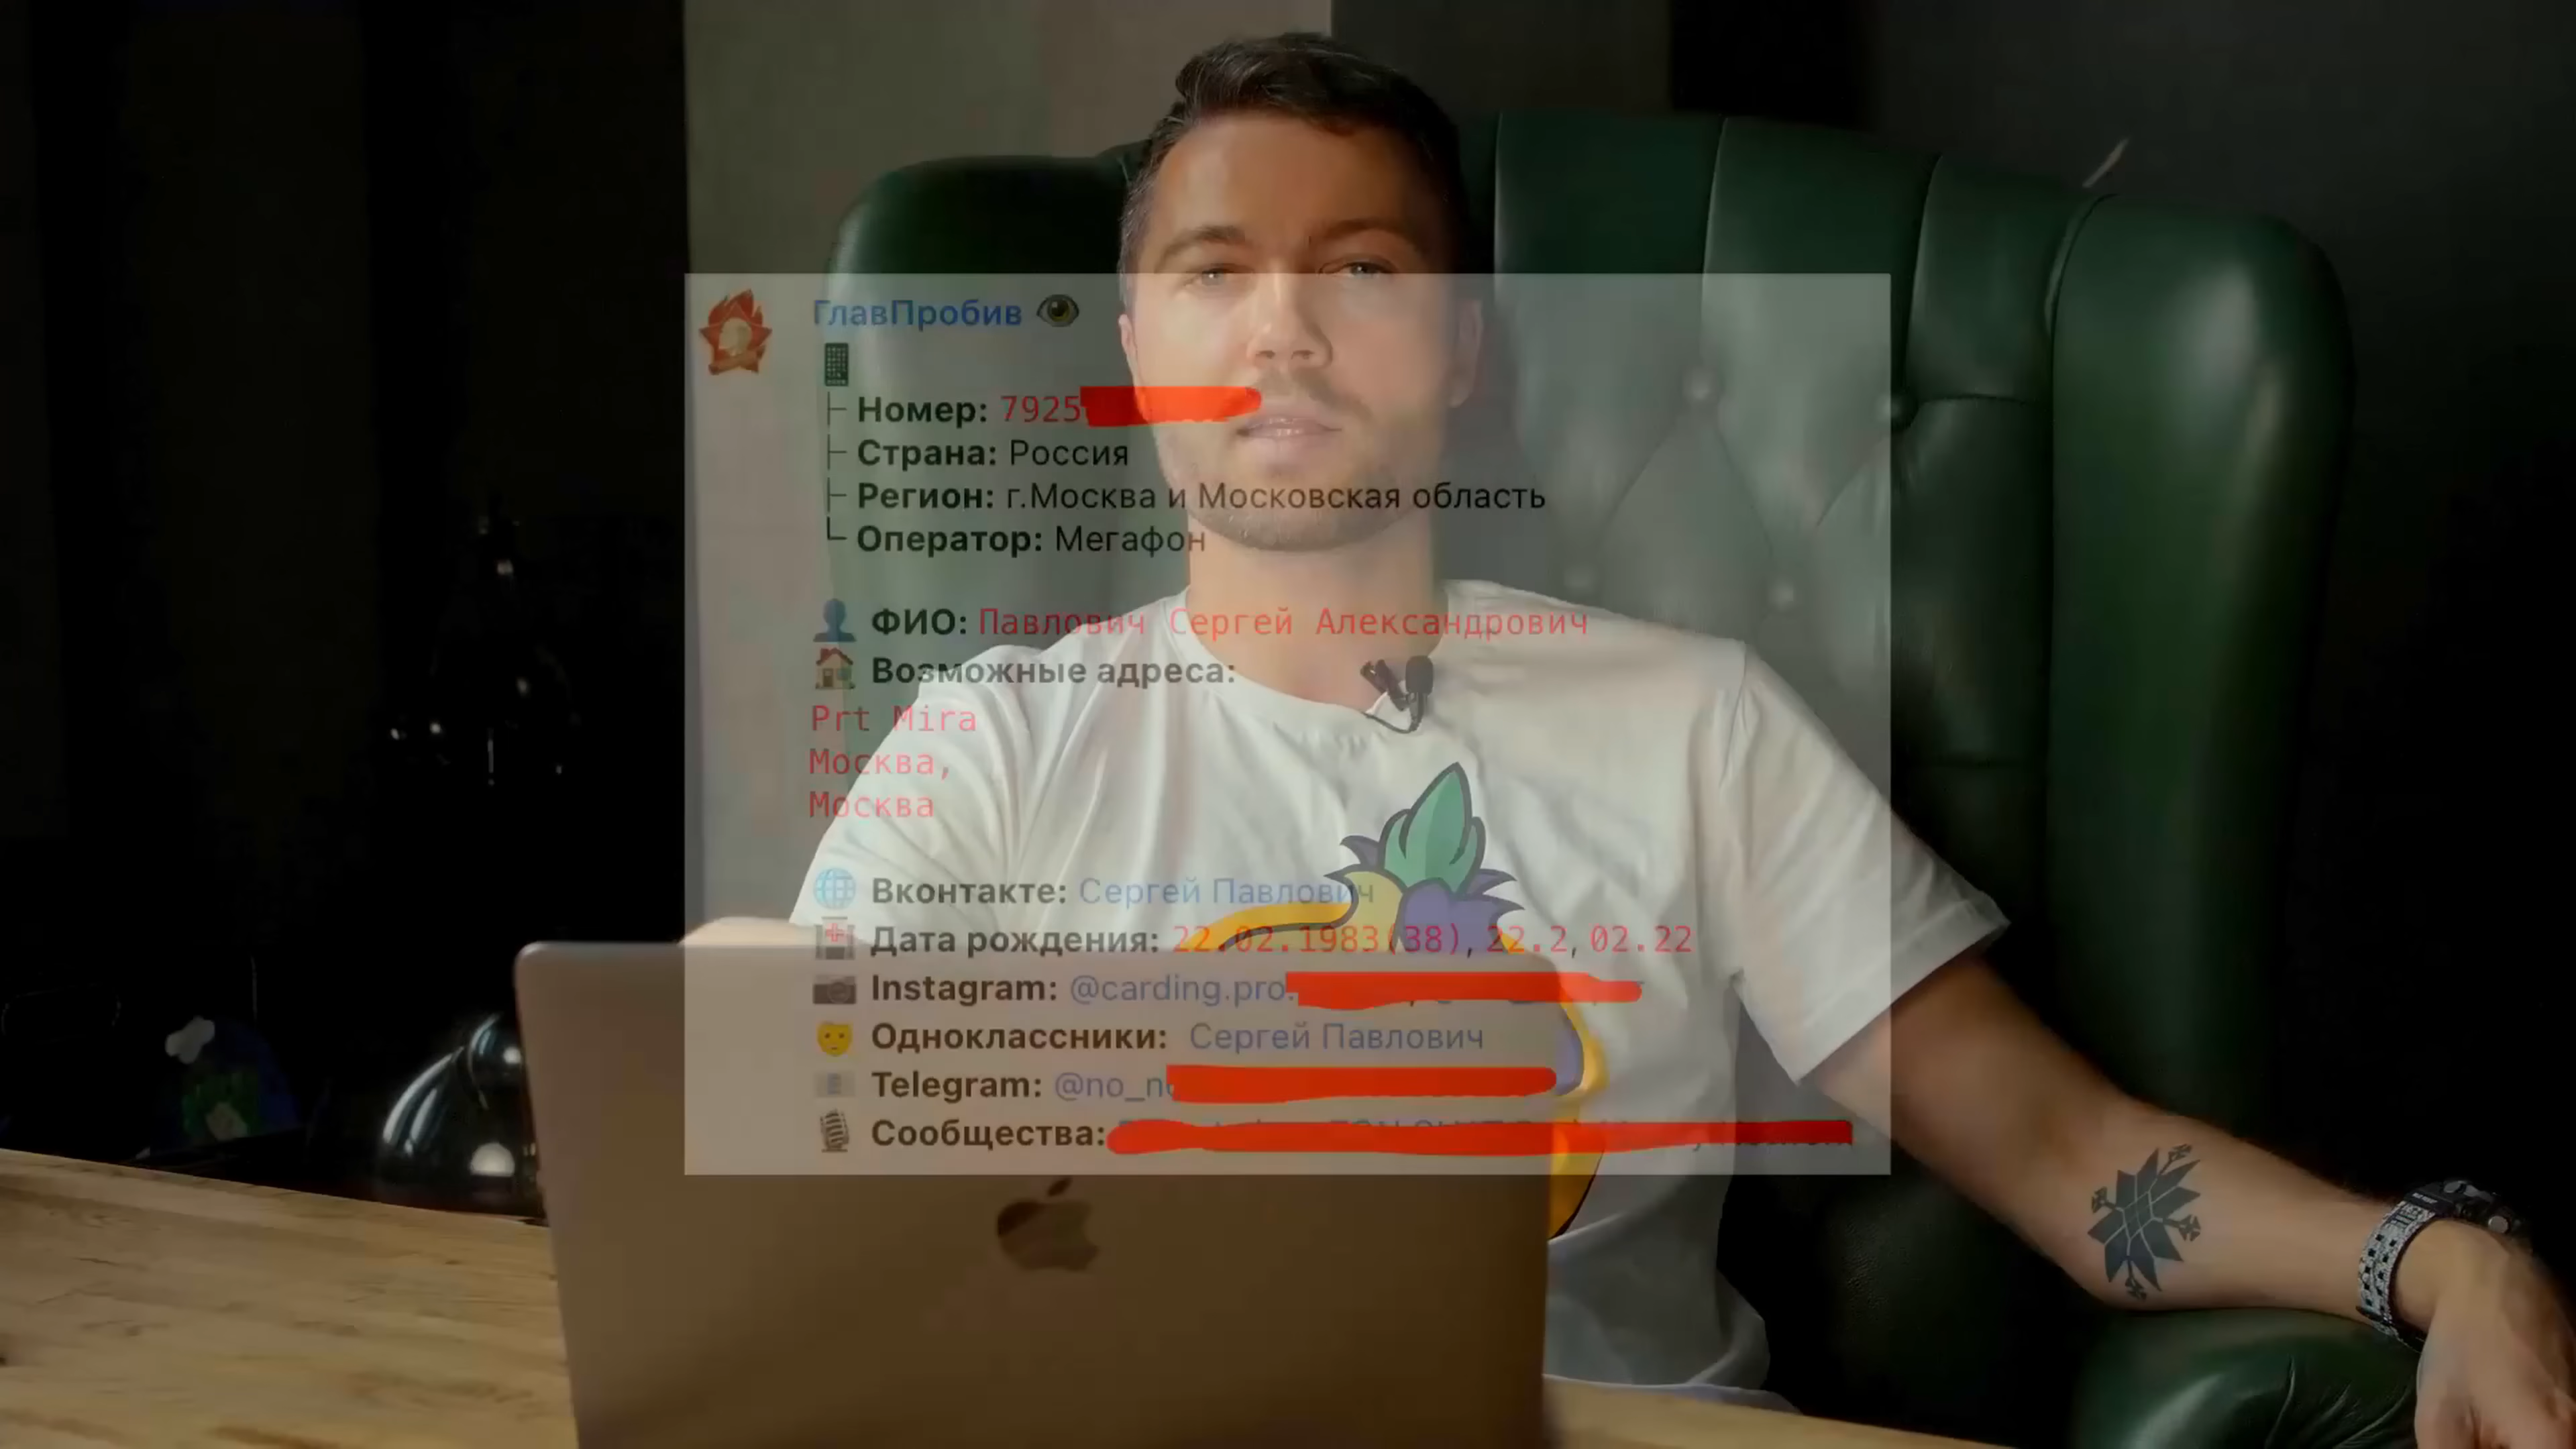 ГлавПробив
Номер: 7925
Страна: Россия
Регион: г.Москва и Московская область
Оператор: Мегафон
ФИО: Павлович Сергей Александрович
Возможные адреса:
Prt Mira
Москва,
Москва
Вконтакте: Сергей Павлович
Дата рождения: 22.02.1983(38), 22.2, 02.22
Instagram: @carding.pro.
Одноклассники: Сергей Павлович
Telegram: @no_n
Сообщества: